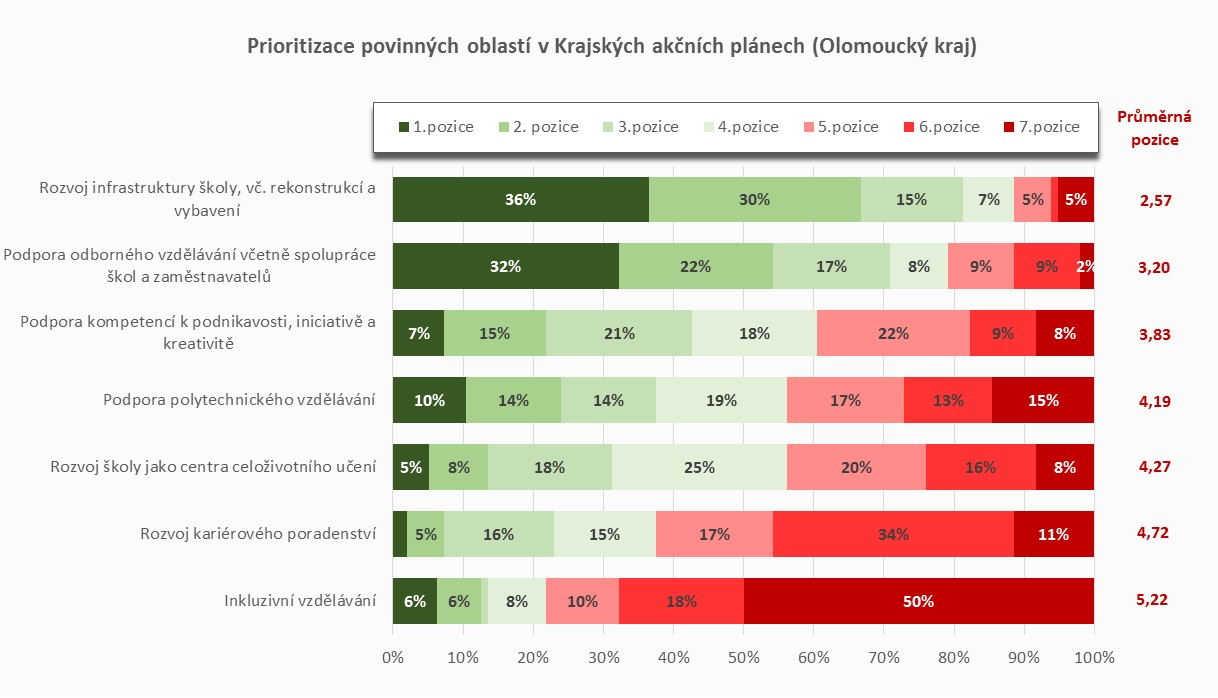 Prioritizace povinných oblastí v Krajských akčních plánech (Olomoucký kraj)
1.pozice 2. pozice 3.pozice 4.pozice 5.pozice 6.pozice 7.pozice
Průměrná
pozice
Rozvoj infrastruktury školy, vč. rekonstrukcí a
vybavení
36% 30% 15% 7% 5% 5% 2,57
Podpora odborného vzdělávání včetně spolupráce
škol a zaměstnavatelů
32% 22% 17% 8% 9% 9% 2% 3,20
Podpora kompetencí k podnikavosti, iniciativě a
kreativitě
7% 15% 21% 18% 22% 9% 8% 3,83
Podpora polytechnického vzdělávání
10% 14% 14% 19% 17% 13% 15% 4,19
Rozvoj školy jako centra celoživotního učení
5% 8% 18% 25% 20% 16% 8% 4,27
Rozvoj kariérového poradenství
5% 16% 15% 17% 34% 11% 4,72
Inkluzivní vzdělávání
6% 6% 8% 10% 18% 50% 5,22
0% 10% 20% 30% 40% 50% 60% 70% 80% 90% 100%